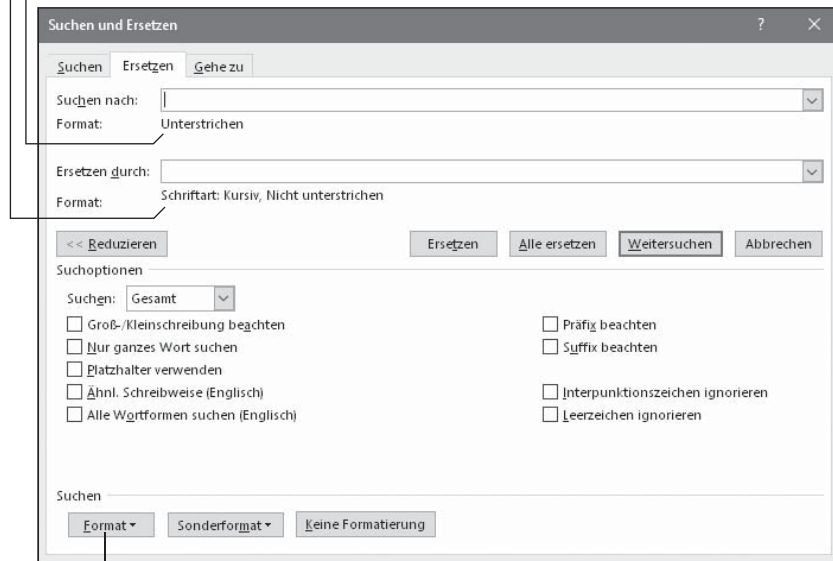 Suchen und Ersetzen ?
Suchen Ersetzen Gehe zu
Suchen nach:
Format: Unterstrichen
Ersetzen durch:
Format: Schriftart: Kursiv, Nicht unterstrichen
<< Reduzieren Ersetzen Alle ersetzen Weitersuchen Abbrechen
Suchoptionen
Suchen: Gesamt
Groß-/Kleinschreibung beachten Präfix beachten
Nur ganzes Wort suchen Suffix beachten
Platzhalter verwenden
Ähnl. Schreibweise (Englisch) Interpunktionszeichen ignorieren
Alle Wortformen suchen (Englisch) Leerzeichen ignorieren
Suchen
Format Sonderformat Keine Formatierung